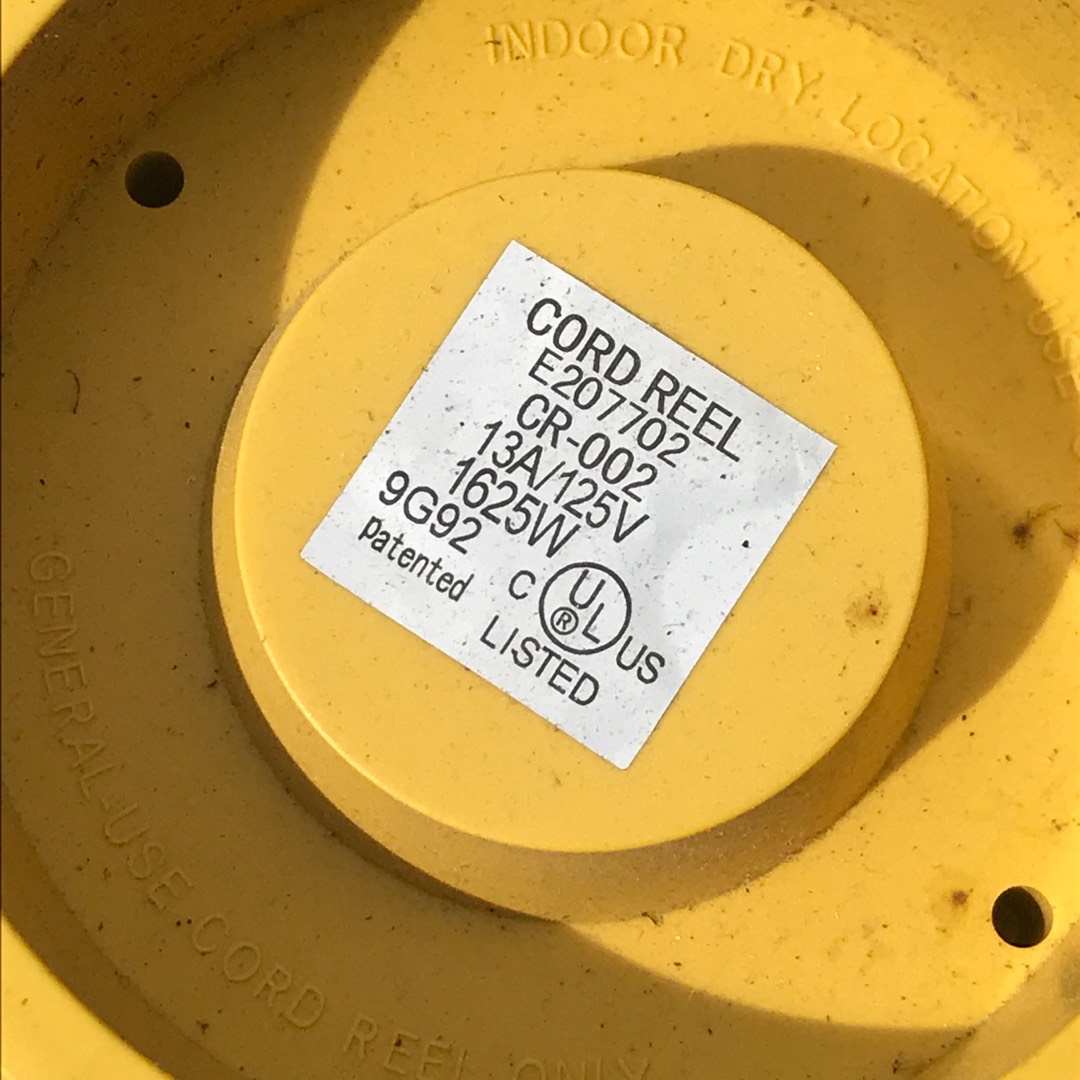 INDOOR DRY LOCATION USE
CORD REEL
E207702
CR-002
13A/125V
1625W
9G92
Patented
C UL® US
LISTED
GENERAL-USE CORD REEL ONLY